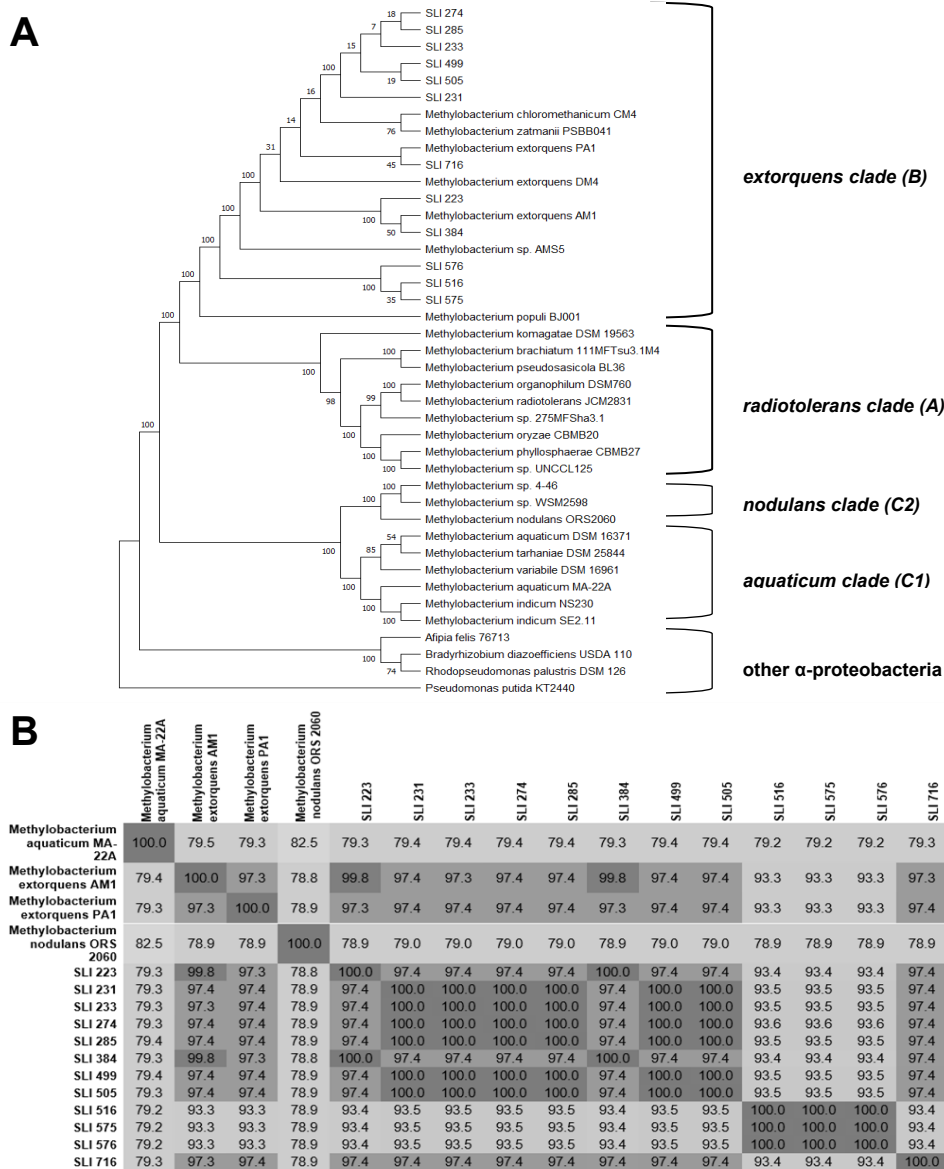 A
SLI 274
SLI 285
SLI 233
SLI 499
SLI 505
SLI 231
Methylobacterium chloromethanicum CM4
Methylobacterium zatmanii PSBB041
Methylobacterium extorquens PA1
SLI 716
Methylobacterium extorquens DM4
SLI 223
Methylobacterium extorquens AM1
SLI 384
Methylobacterium sp. AMS5
SLI 576
SLI 516
SLI 575
Methylobacterium populi BJ001
Methylobacterium komagatae DSM 19563
Methylobacterium brachiatum 111MFTsu3.1M4
Methylobacterium pseudosasicola BL36
Methylobacterium organophilum DSM760
Methylobacterium radiotolerans JCM2831
Methylobacterium sp. 275MFSha3.1
Methylobacterium oryzae CBMB20
Methylobacterium phyllosphaerae CBMB27
Methylobacterium sp. UNCCL125
Methylobacterium sp. 4-46
Methylobacterium sp. WSM2598
Methylobacterium nodulans ORS2060
Methylobacterium aquaticum DSM 16371
Methylobacterium tarhaniae DSM 25844
Methylobacterium variabile DSM 16961
Methylobacterium aquaticum MA-22A
Methylobacterium indicum NS230
Methylobacterium indicum SE2.11
Afipia felis 76713
Bradyrhizobium diazoefficiens USDA 110
Rhodopseudomonas palustris DSM 126
Pseudomonas putida KT2440
18
7
15
19
100
16
76
14
45
31
100
100
50
100
100
35
100
100
100
100
98
100
99
100
100
100
100
100
54
85
100
100
100
100
100
74
extorquens clade (B)
radiotolerans clade (A)
nodulans clade (C2)
aquaticum clade (C1)
other α-proteobacteria
B
Methylobacterium
aquaticum MA-22A
Methylobacterium
extorquens AM1
Methylobacterium
extorquens PA1
Methylobacterium
nodulans ORS 2060
SLI 223
SLI 231
SLI 233
SLI 274
SLI 285
SLI 384
SLI 499
SLI 505
SLI 516
SLI 575
SLI 576
SLI 716
Methylobacterium
aquaticum MA-
22A
100.0 79.5 79.3 82.5 79.3 79.4 79.4 79.4 79.4 79.3 79.4 79.4 79.2 79.2 79.2 79.3
Methylobacterium
extorquens AM1
79.4 100.0 97.3 78.8 99.8 97.4 97.3 97.4 97.4 99.8 97.4 97.4 93.3 93.3 93.3 97.3
Methylobacterium
extorquens PA1
79.3 97.3 100.0 78.9 97.3 97.4 97.4 97.4 97.4 97.3 97.4 97.4 93.3 93.3 93.3 97.4
Methylobacterium
nodulans ORS
2060
82.5 78.9 78.9 100.0 78.9 79.0 79.0 79.0 79.0 78.9 79.0 79.0 78.9 78.9 78.9 78.9
SLI 223 79.3 99.8 97.3 78.8 100.0 97.4 97.4 97.4 97.4 100.0 97.4 97.4 93.4 93.4 93.4 97.4
SLI 231 79.3 97.4 97.4 78.9 97.4 100.0 100.0 100.0 100.0 97.4 100.0 100.0 93.5 93.5 93.5 97.4
SLI 233 79.3 97.3 97.4 78.9 97.4 100.0 100.0 100.0 100.0 97.4 100.0 100.0 93.5 93.5 93.5 97.4
SLI 274 79.3 97.4 97.4 78.9 97.4 100.0 100.0 100.0 100.0 97.4 100.0 100.0 93.6 93.6 93.6 97.4
SLI 285 79.3 97.4 97.4 78.9 97.4 100.0 100.0 100.0 100.0 97.4 100.0 100.0 93.5 93.5 93.5 97.4
SLI 384 79.3 99.8 97.3 78.8 100.0 97.4 97.4 97.4 97.4 100.0 97.4 97.4 93.4 93.4 93.4 97.4
SLI 499 79.4 97.4 97.4 78.9 97.4 100.0 100.0 100.0 100.0 97.4 100.0 100.0 93.5 93.5 93.5 97.4
SLI 505 79.3 97.4 97.4 78.9 97.4 100.0 100.0 100.0 100.0 97.4 100.0 100.0 93.5 93.5 93.5 97.4
SLI 516 79.2 93.3 93.3 78.9 93.4 93.5 93.5 93.5 93.5 93.4 93.5 93.5 100.0 100.0 100.0 93.4
SLI 575 79.2 93.3 93.3 78.9 93.4 93.5 93.5 93.5 93.5 93.4 93.5 93.5 100.0 100.0 100.0 93.4
SLI 576 79.2 93.3 93.3 78.9 93.4 93.5 93.5 93.5 93.5 93.4 93.5 93.5 100.0 100.0 100.0 93.4
SLI 716 79.3 97.3 97.4 78.9 97.4 97.4 97.4 97.4 97.4 97.4 97.4 97.4 93.4 93.4 93.4 100.0